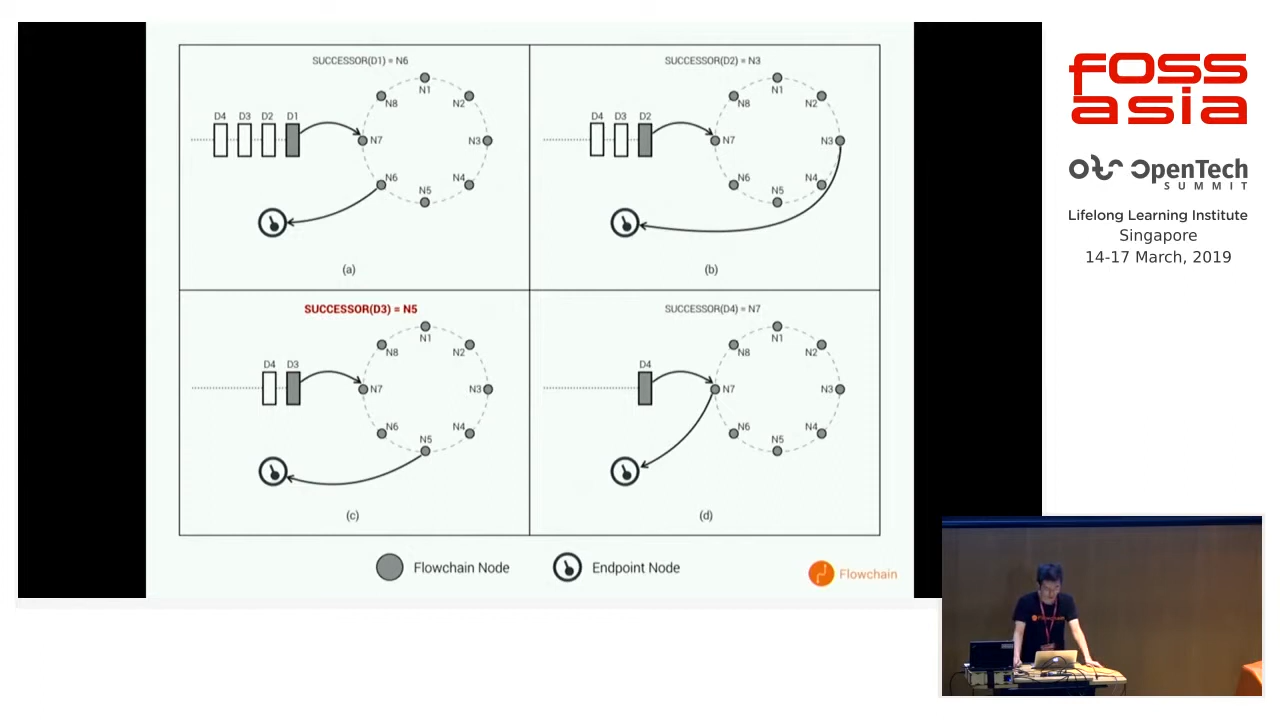 SUCCESSOR(D1) = N6
D4 D3 D2 D1
N1
N2
N3
N4
N5
N6
N7
N8
(a)
SUCCESSOR(D2) = N3
D4 D3 D2
N1
N2
N3
N4
N5
N6
N7
N8
(b)
SUCCESSOR(D3) = N5
D4 D3
N1
N2
N3
N4
N5
N6
N7
N8
(c)
SUCCESSOR(D4) = N7
D4
N1
N2
N3
N4
N5
N6
N7
N8
(d)
Flowchain Node
Endpoint Node
Flowchain
FOSS
asia
OpenTech
SUMMIT
Lifelong Learning Institute
Singapore
14-17 March, 2019
Flowchain